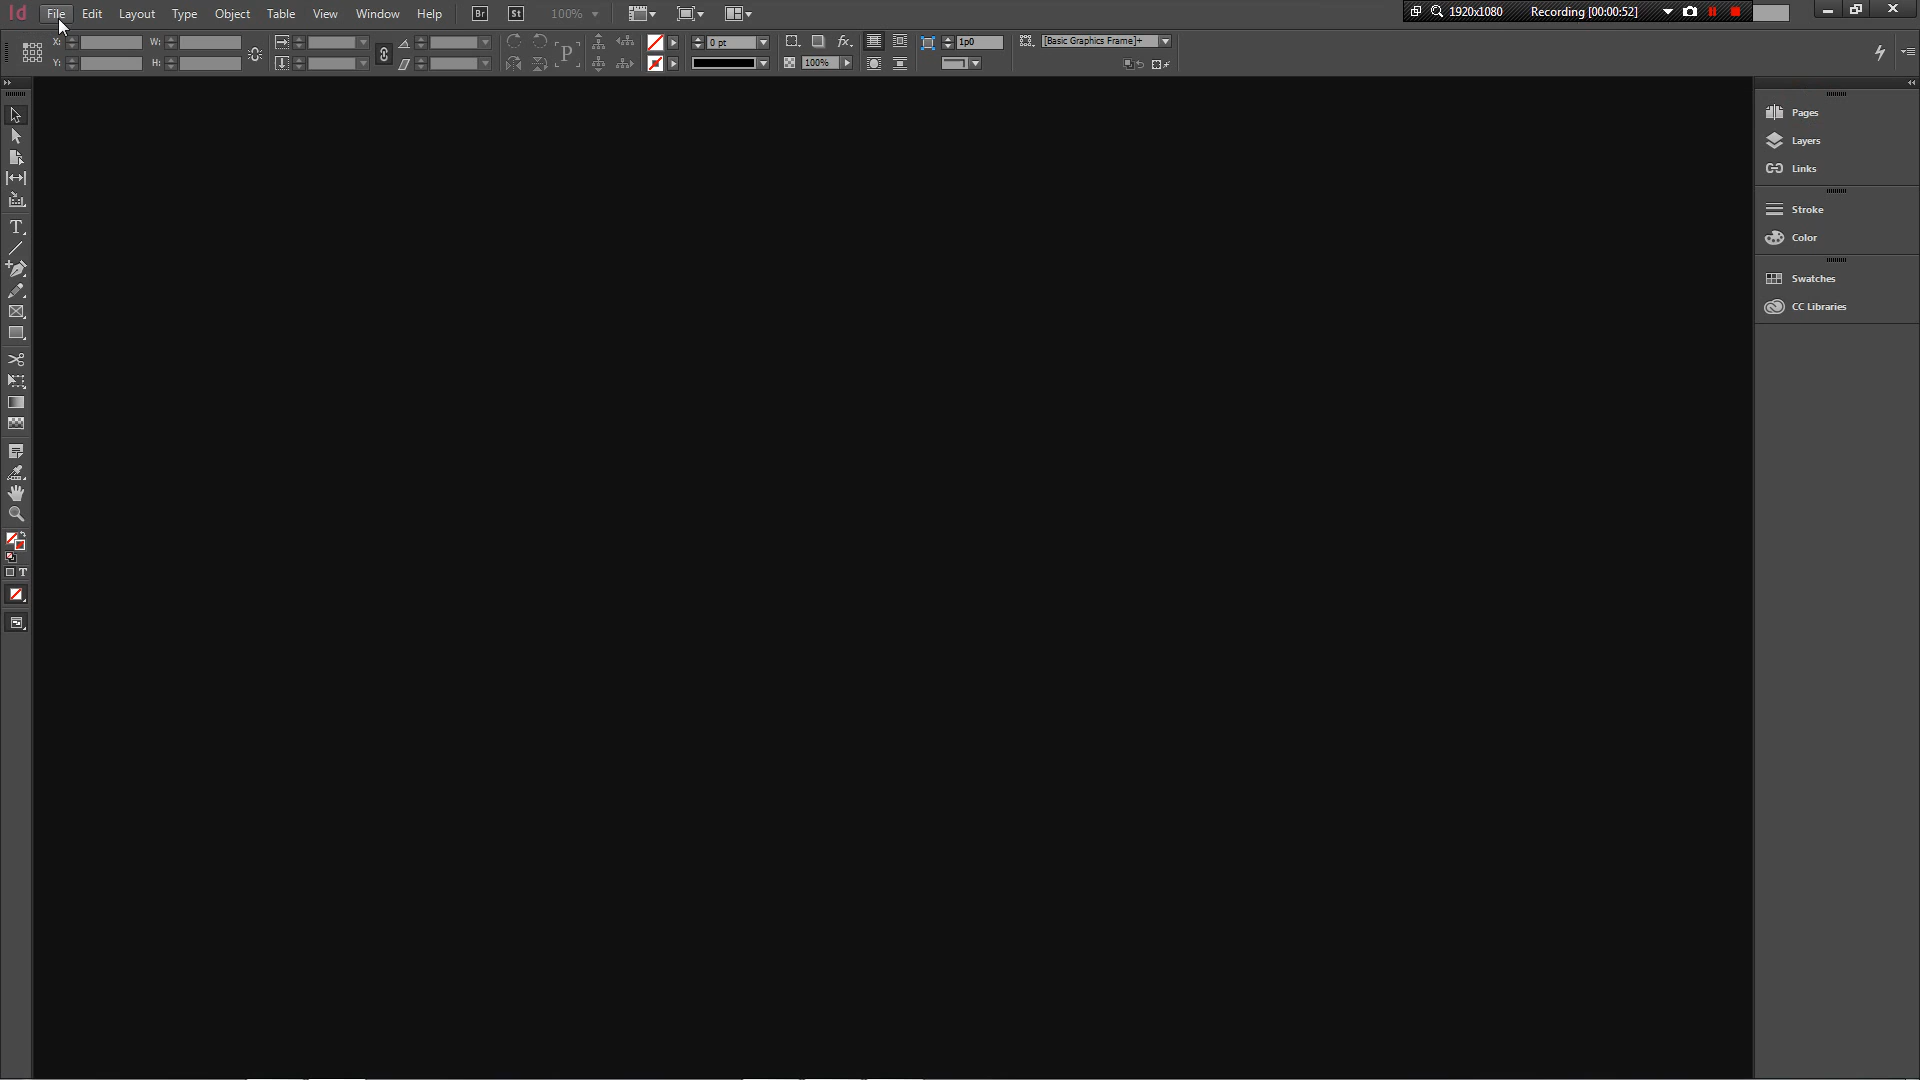 Id File Edit Layout Type Object Table View Window Help Br St 100% 1920x1080 Recording [00:00:52]
X: W: 0 pt fx 1p0 [Basic Graphics Frame]+
Y: H: P 100%
Pages
Layers
Links
Stroke
T
Color
Swatches
CC Libraries
T